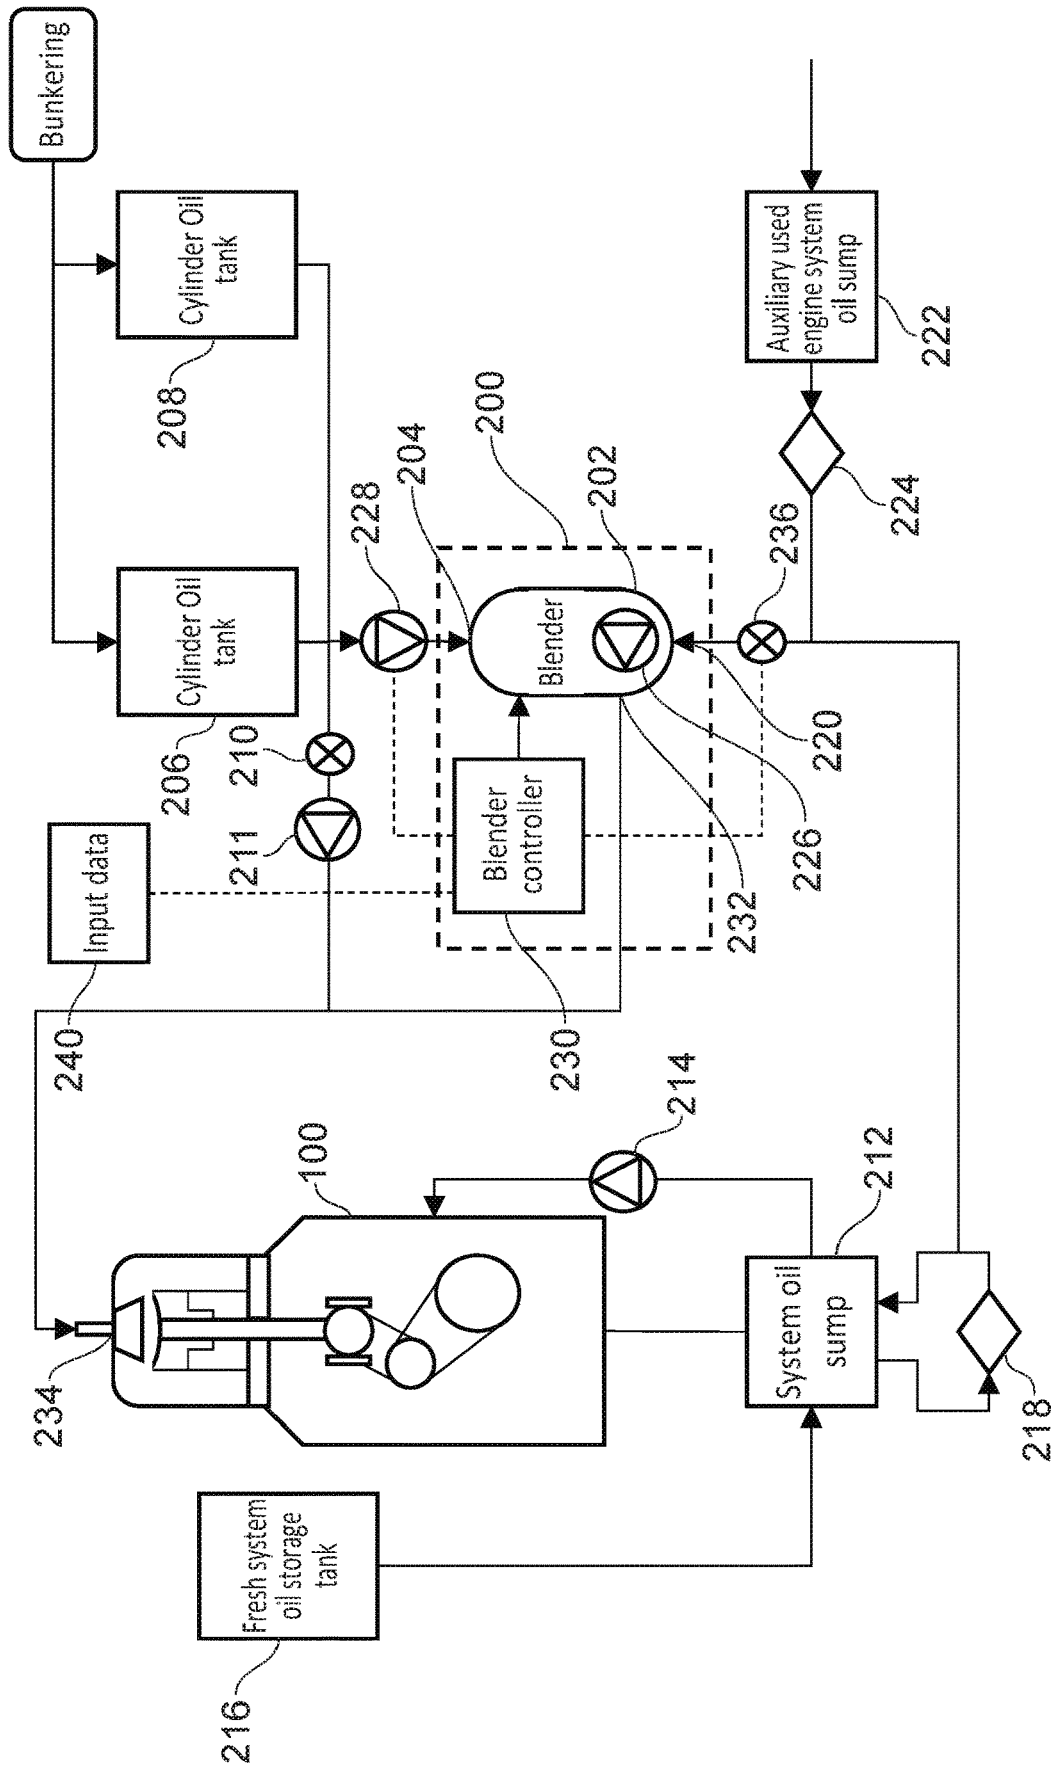 Bunkering
Cylinder Oil
tank
208
Cylinder Oil
tank
206
210
211
Input data
240
228
204
200
202
Blender
Blender
controller
230
232
226
220
236
Auxiliary used
engine system
oil sump
222
224
100
234
214
System oil
sump
212
218
Fresh system
oil storage
tank
216